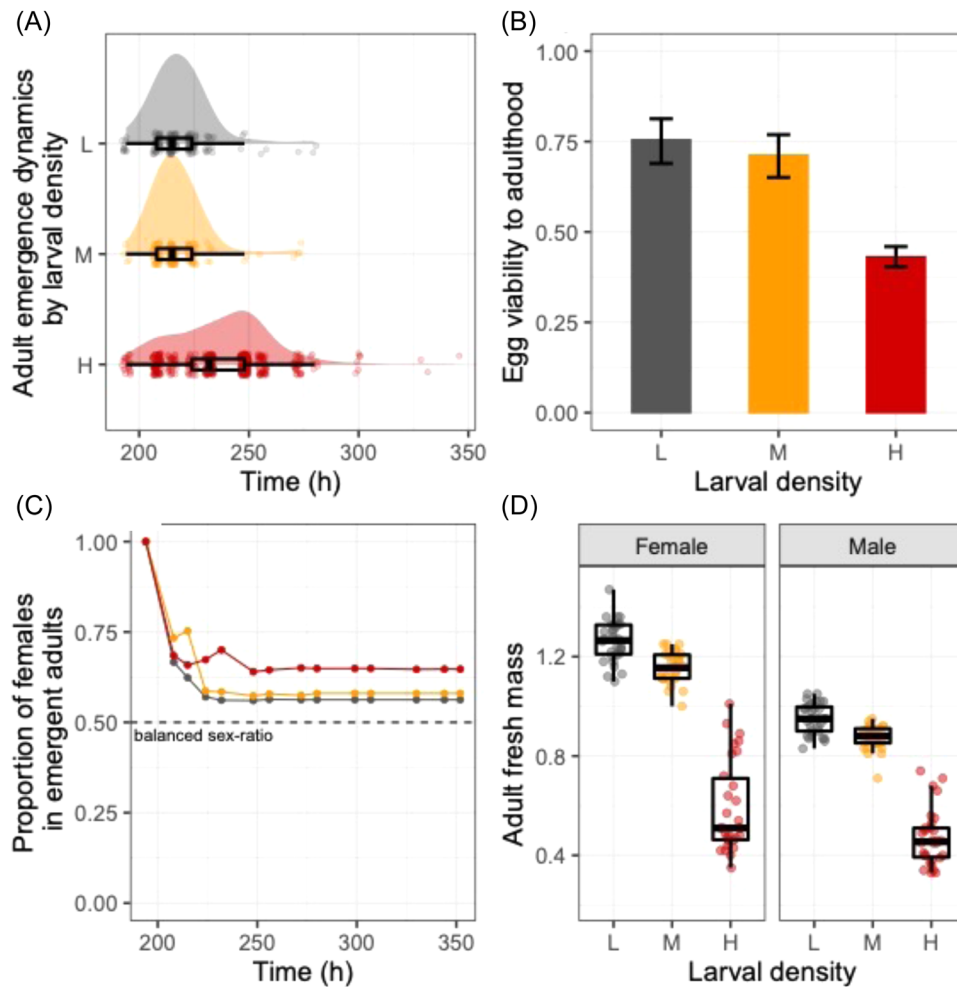 (A)
Adult emergence dynamics
by larval density
L
M
H
200
250
300
350
Time (h)
(B)
Egg viability to adulthood
1.00
0.75
0.50
0.25
0.00
L
M
H
Larval density
(C)
Proportion of females
in emergent adults
1.00
0.75
0.50
0.25
0.00
balanced sex-ratio
200
250
300
350
Time (h)
(D)
Female
Male
Adult fresh mass
1.2
0.8
0.4
L
M
H
L
M
H
Larval density